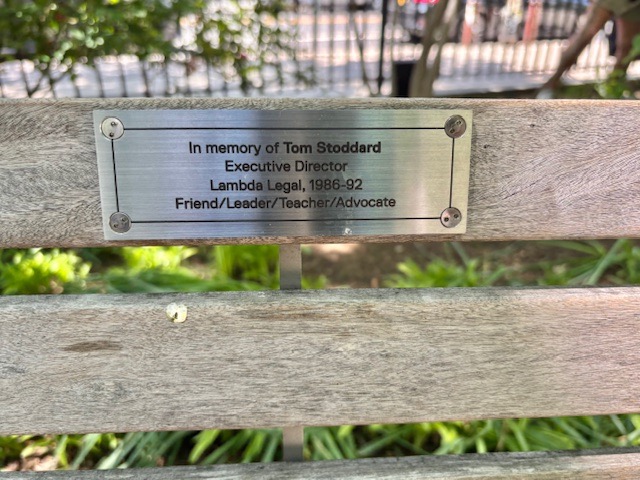 In memory of Tom Stoddard
Executive Director
Lambda Legal, 1986-92
Friend/Leader/Teacher/Advocate